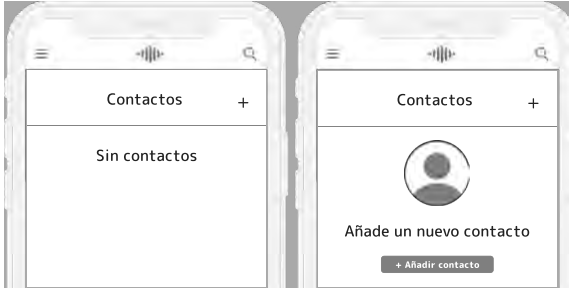 Contactos +
Sin contactos
Contactos +
Añade un nuevo contacto
+ Añadir contacto